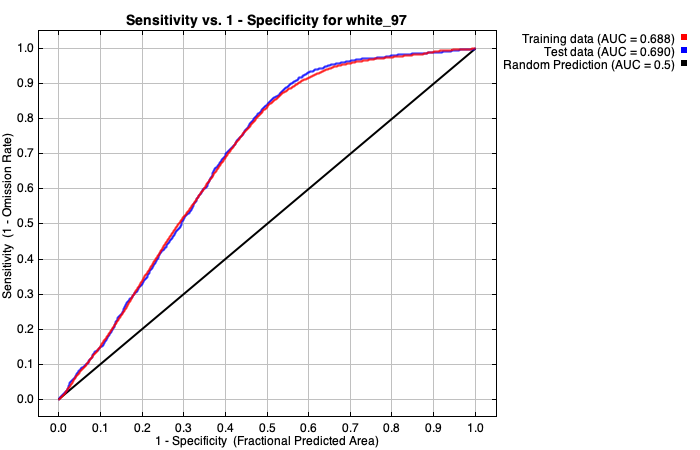 Sensitivity vs. 1 - Specificity for white_97
Training data (AUC = 0.688)
Test data (AUC = 0.690)
Random Prediction (AUC = 0.5)
Sensitivity (1 - Omission Rate)
1.0
0.9
0.8
0.7
0.6
0.5
0.4
0.3
0.2
0.1
0.0
0.0 0.1 0.2 0.3 0.4 0.5 0.6 0.7 0.8 0.9 1.0
1 - Specificity (Fractional Predicted Area)